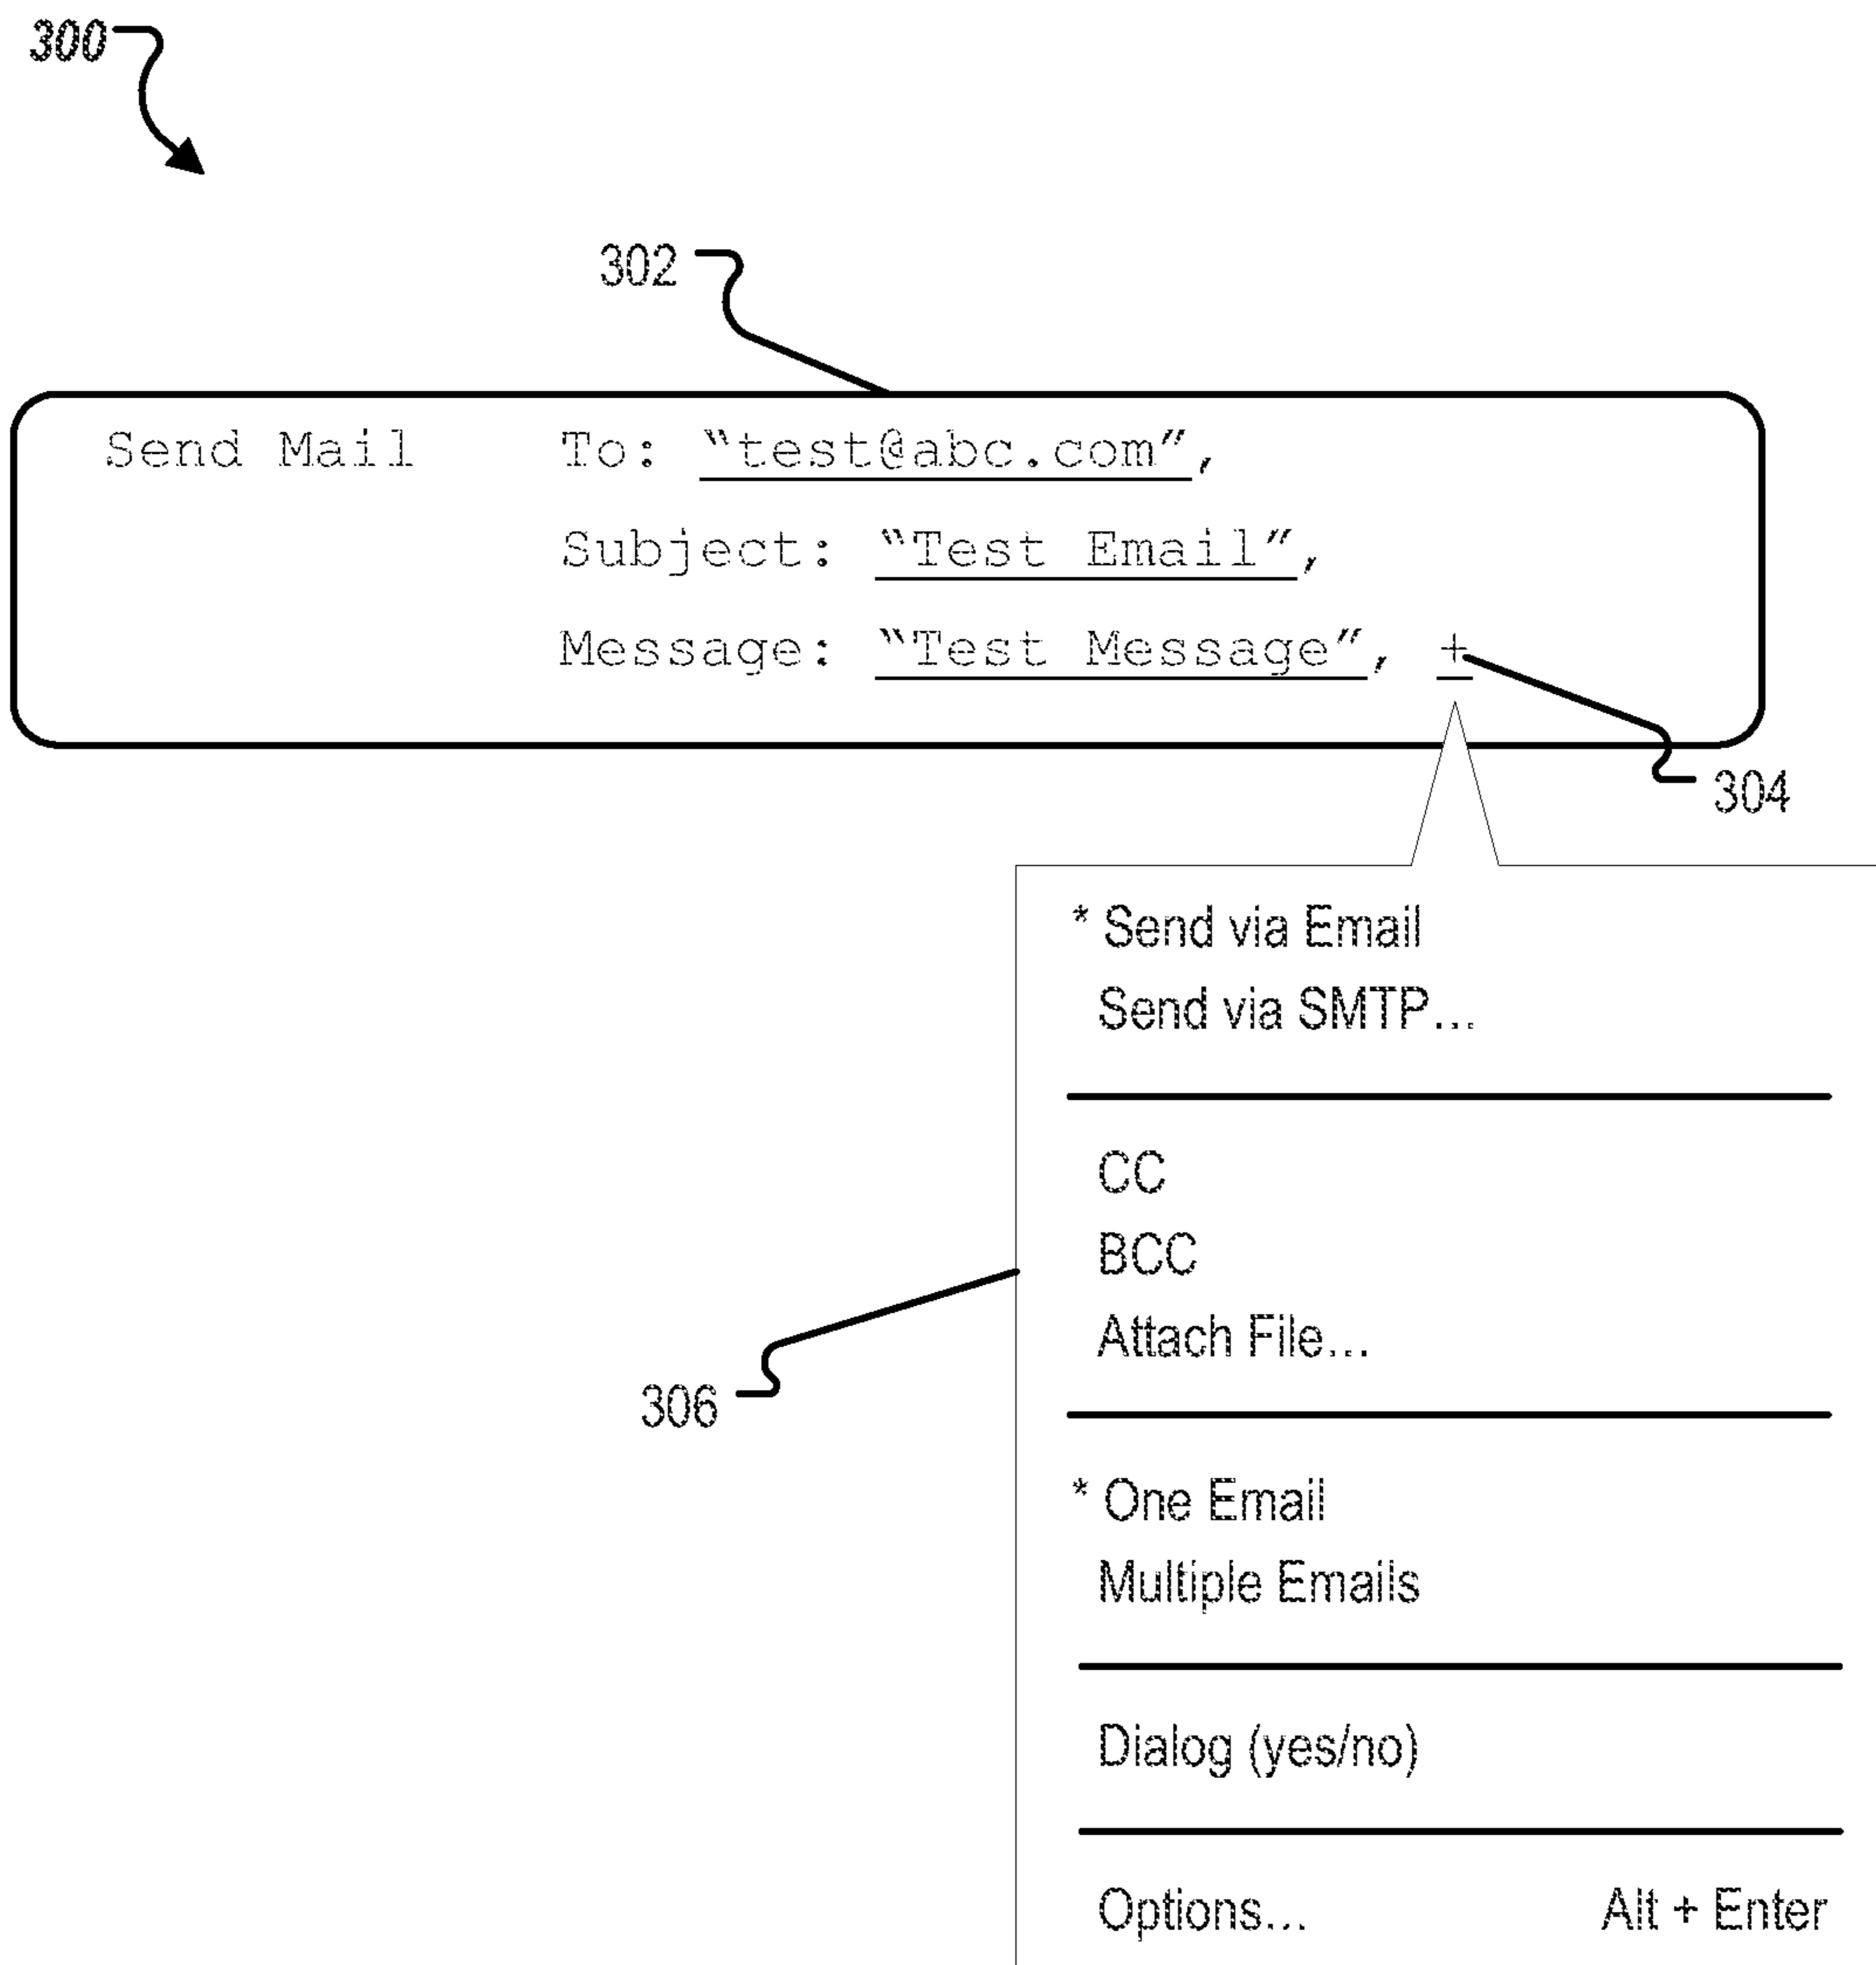 300
302
Send Mail To: “test@abc.com”,
Subject: “Test Email”,
Message: “Test Message”, +
304
* Send via Email
Send via SMTP...
CC
BCC
Attach File...
306
* One Email
Multiple Emails
Dialog (yes/no)
Options... Alt + Enter